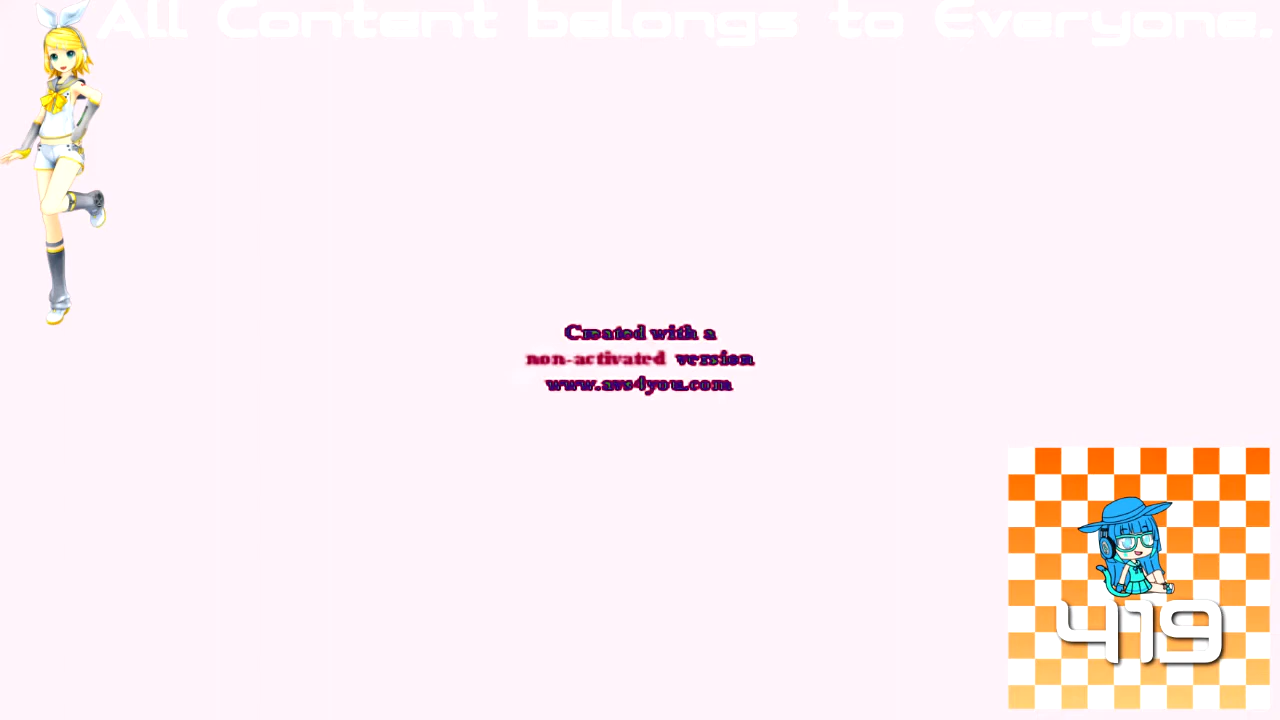 All Content belongs to Everyone.
Created with a
non-activated version
www.avs4you.com
419